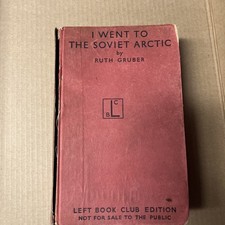 I WENT TO
THE SOVIET ARCTIC
by
RUTH GRUBER
L B C
LEFT BOOK CLUB EDITION
NOT FOR SALE TO THE PUBLIC